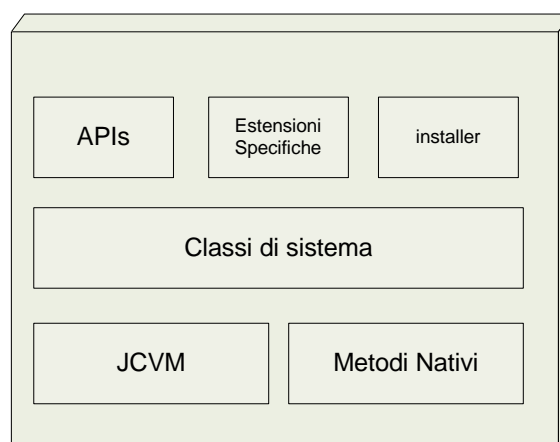 APIs
Estensioni
Specifiche
installer
Classi di sistema
JCVM
Metodi Nativi